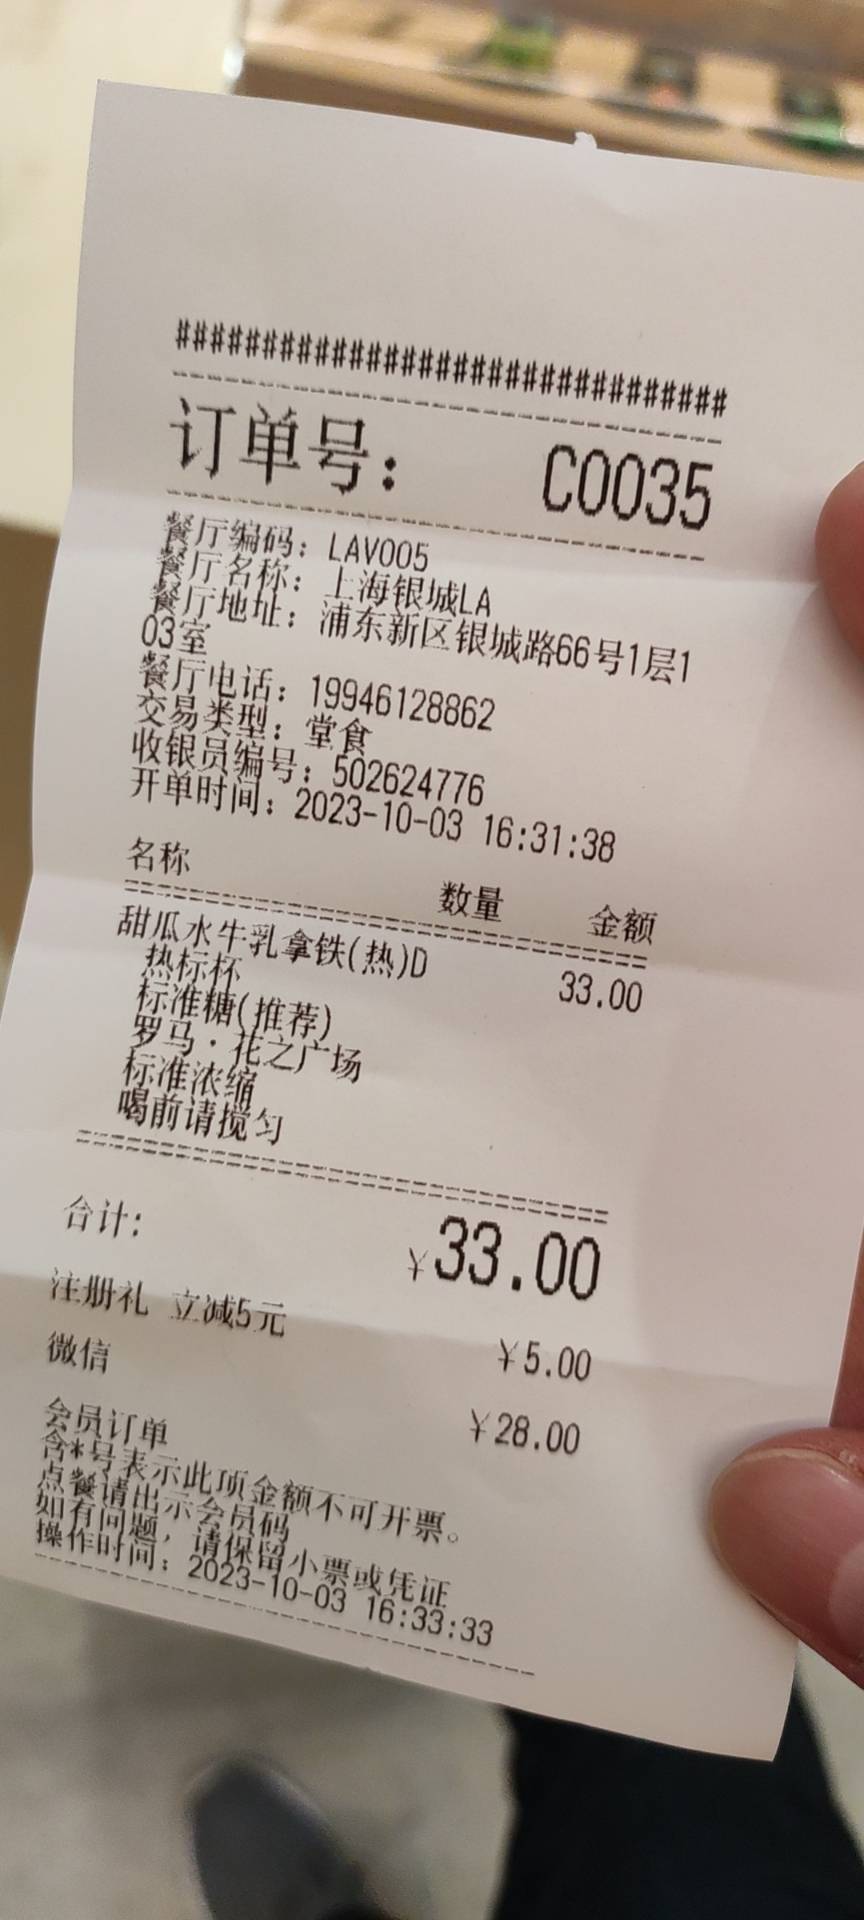 ################################
订单号： C0035
餐厅编码：LAV005
餐厅名称：上海银城LA
餐厅地址：浦东新区银城路66号1层1
03室
餐厅电话：19946128862
交易类型：堂食
收银员编号：502624776
开单时间：2023-10-03 16:31:38
名称 数量 金额
甜瓜水牛乳拿铁(热)D 33.00
热标杯
标准糖(推荐)
罗马·花之广场
标准浓缩
喝前请搅匀
合计: ¥33.00
注册礼 立减5元 ¥5.00
微信 ¥28.00
会员订单
含*号表示此项金额不可开票。
点餐请出示会员码
如有问题，请保留小票或凭证
操作时间：2023-10-03 16:33:33